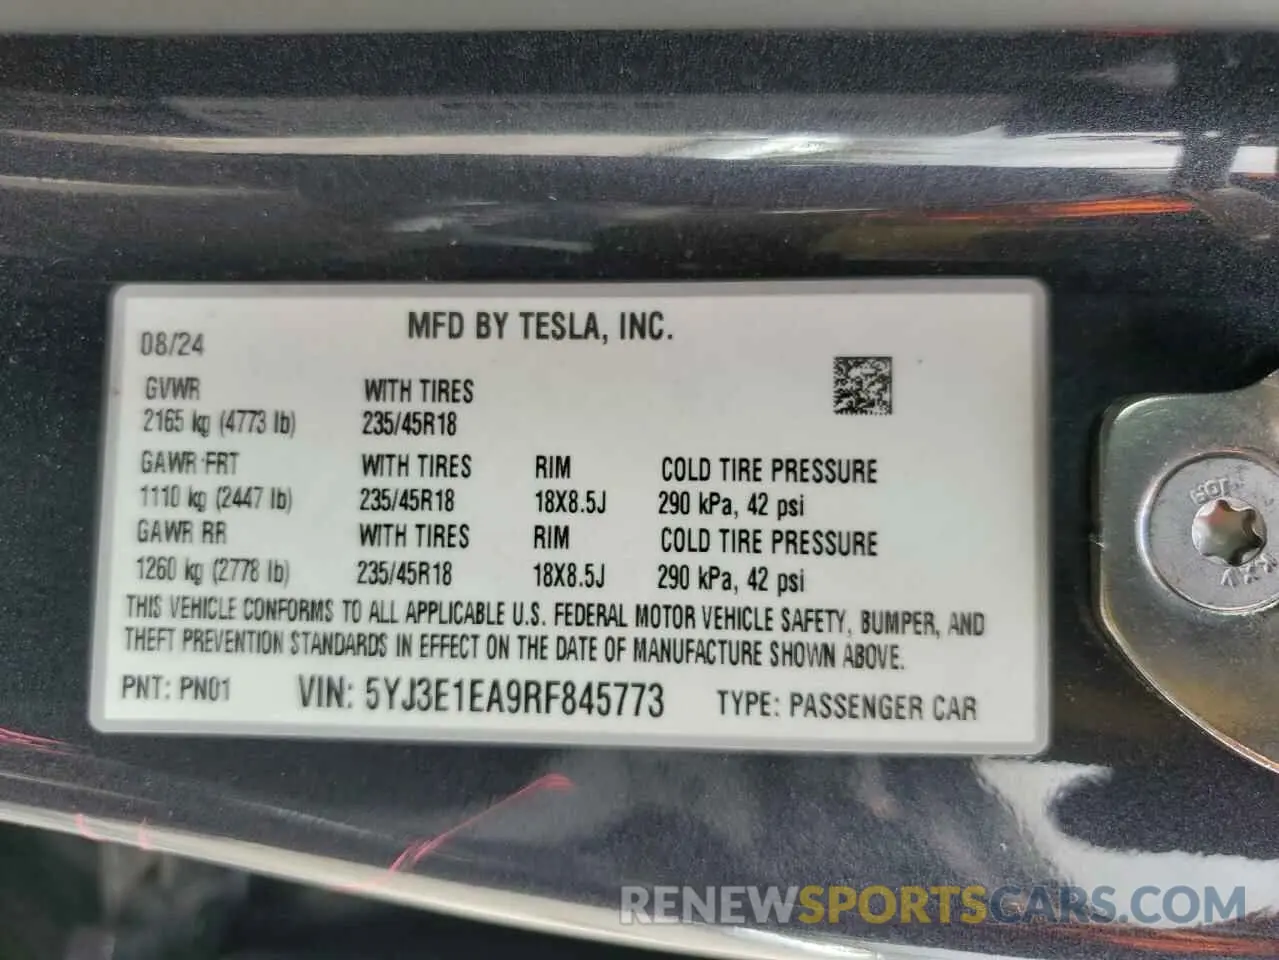 MFD BY TESLA, INC.
08/24
GVWR WITH TIRES
2165 kg (4773 lb) 235/45R18
GAWR FRT WITH TIRES RIM COLD TIRE PRESSURE
1110 kg (2447 lb) 235/45R18 18X8.5J 290 kPa, 42 psi
GAWR RR WITH TIRES RIM COLD TIRE PRESSURE
1260 kg (2778 lb) 235/45R18 18X8.5J 290 kPa, 42 psi
THIS VEHICLE CONFORMS TO ALL APPLICABLE U.S. FEDERAL MOTOR VEHICLE SAFETY, BUMPER, AND
THEFT PREVENTION STANDARDS IN EFFECT ON THE DATE OF MANUFACTURE SHOWN ABOVE.
PNT: PN01 VIN: 5YJ3E1EA9RF845773 TYPE: PASSENGER CAR
RENEWSPORTSCARS.COM